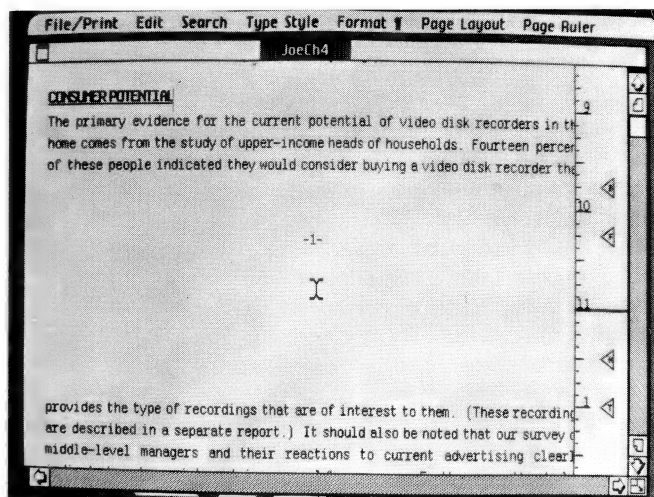 File/Print Edit Search Type Style Format ¶ Page Layout Page Ruler
JoeCh4
CONSUMER POTENTIAL
The primary evidence for the current potential of video disk recorders in th
home comes from the study of upper-income heads of households. Fourteen percen
of these people indicated they would consider buying a video disk recorder tha
9
10
-1-
11
provides the type of recordings that are of interest to them. (These recording
1
are described in a separate report.) It should also be noted that our survey o
middle-level managers and their reactions to current advertising clearl